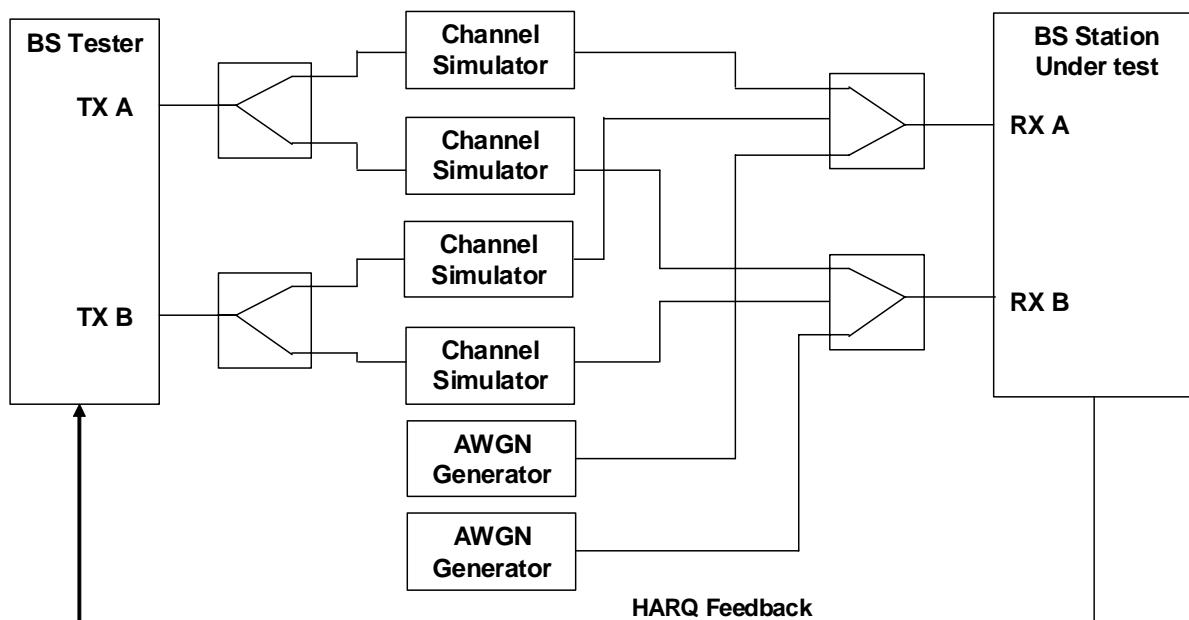 BS Tester
TX A
TX B
Channel
Simulator
Channel
Simulator
Channel
Simulator
Channel
Simulator
AWGN
Generator
AWGN
Generator
BS Station
Under test
RX A
RX B
HARQ Feedback